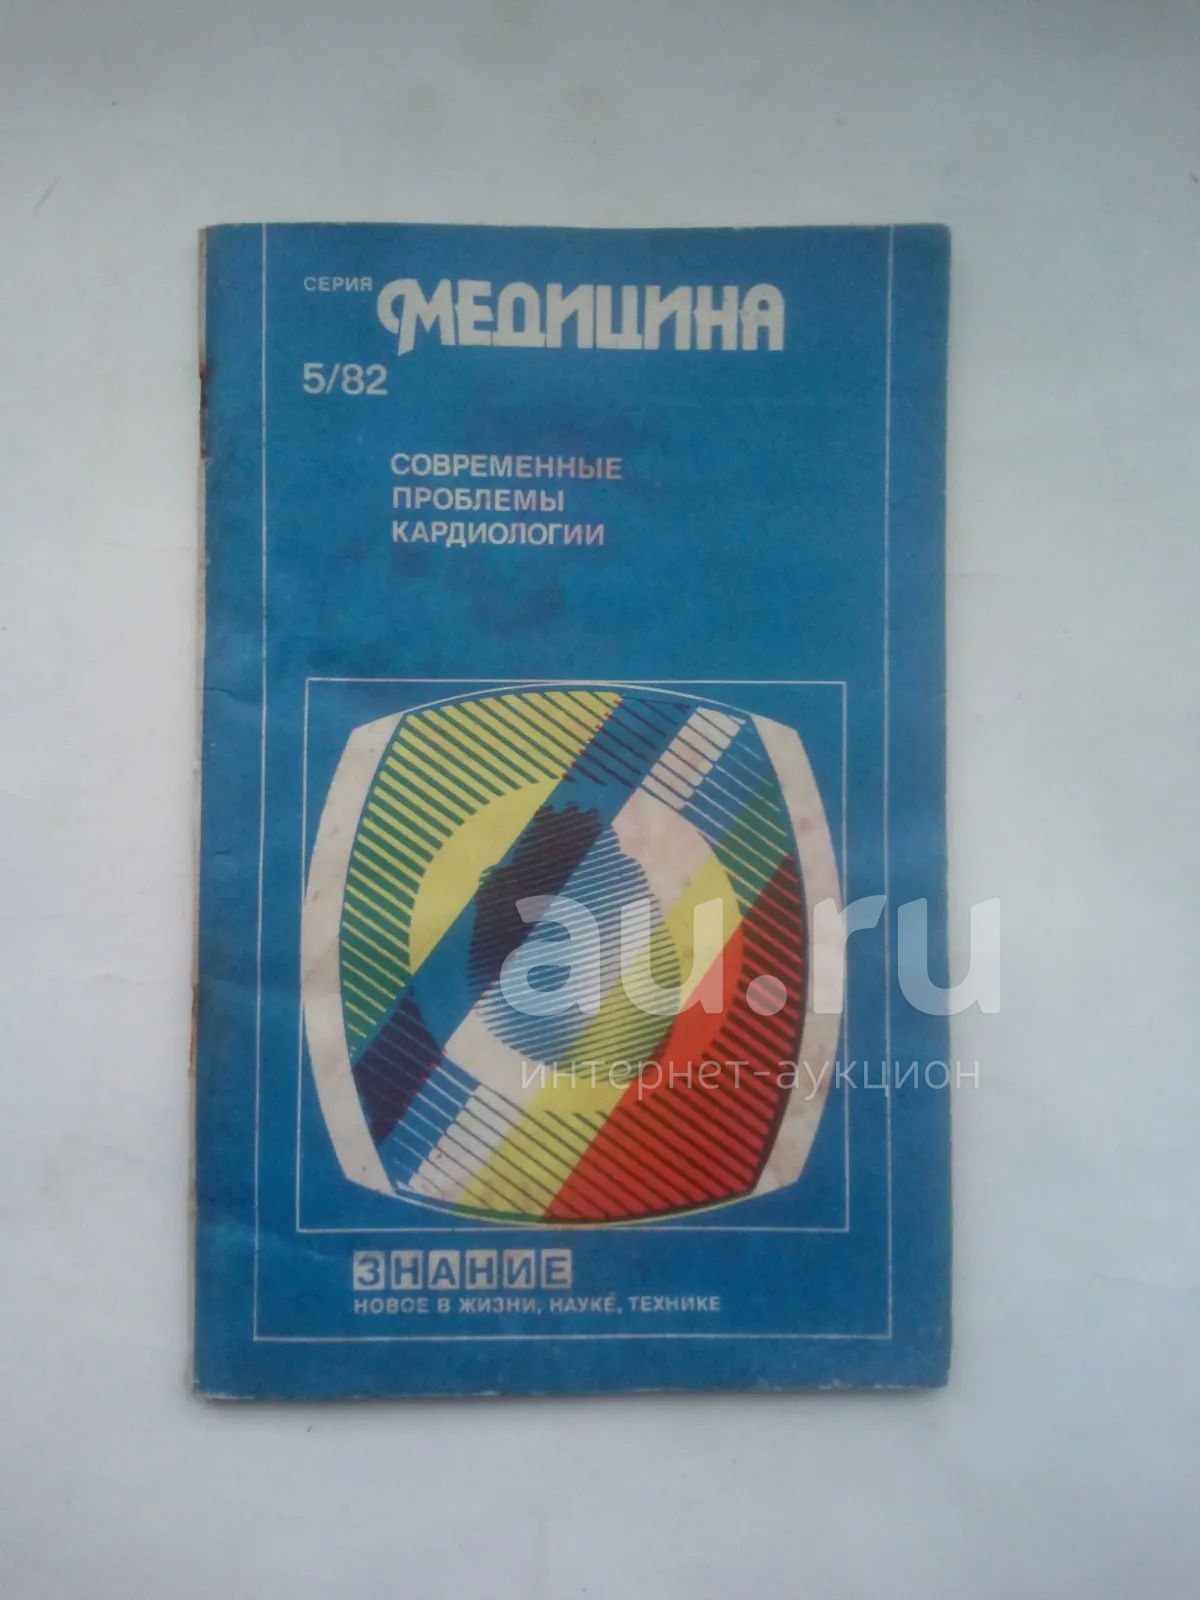 СЕРИЯ МЕДИЦИНА
5/82
СОВРЕМЕННЫЕ
ПРОБЛЕМЫ
КАРДИОЛОГИИ
au.ru
интернет-аукцион
ЗНАНИЕ
НОВОЕ В ЖИЗНИ, НАУКЕ, ТЕХНИКЕ